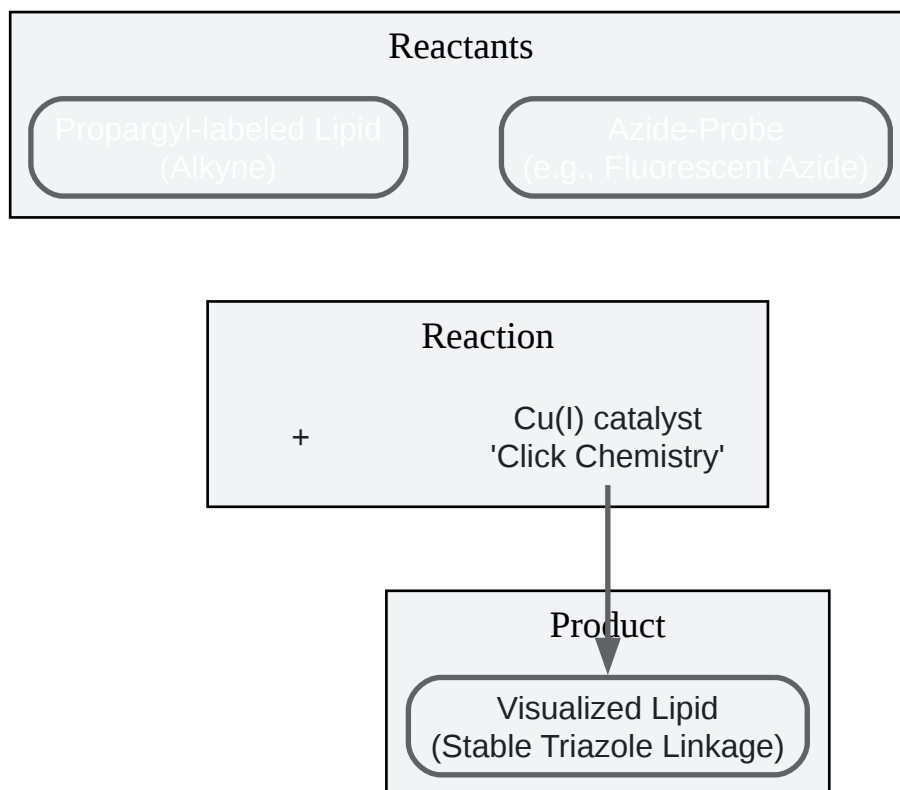 Reactants
Propargyl-labeled Lipid
(Alkyne)
Azide-Probe
(e.g., Fluorescent Azide)
Reaction
+
Cu(I) catalyst
'Click Chemistry'
Product
Visualized Lipid
(Stable Triazole Linkage)